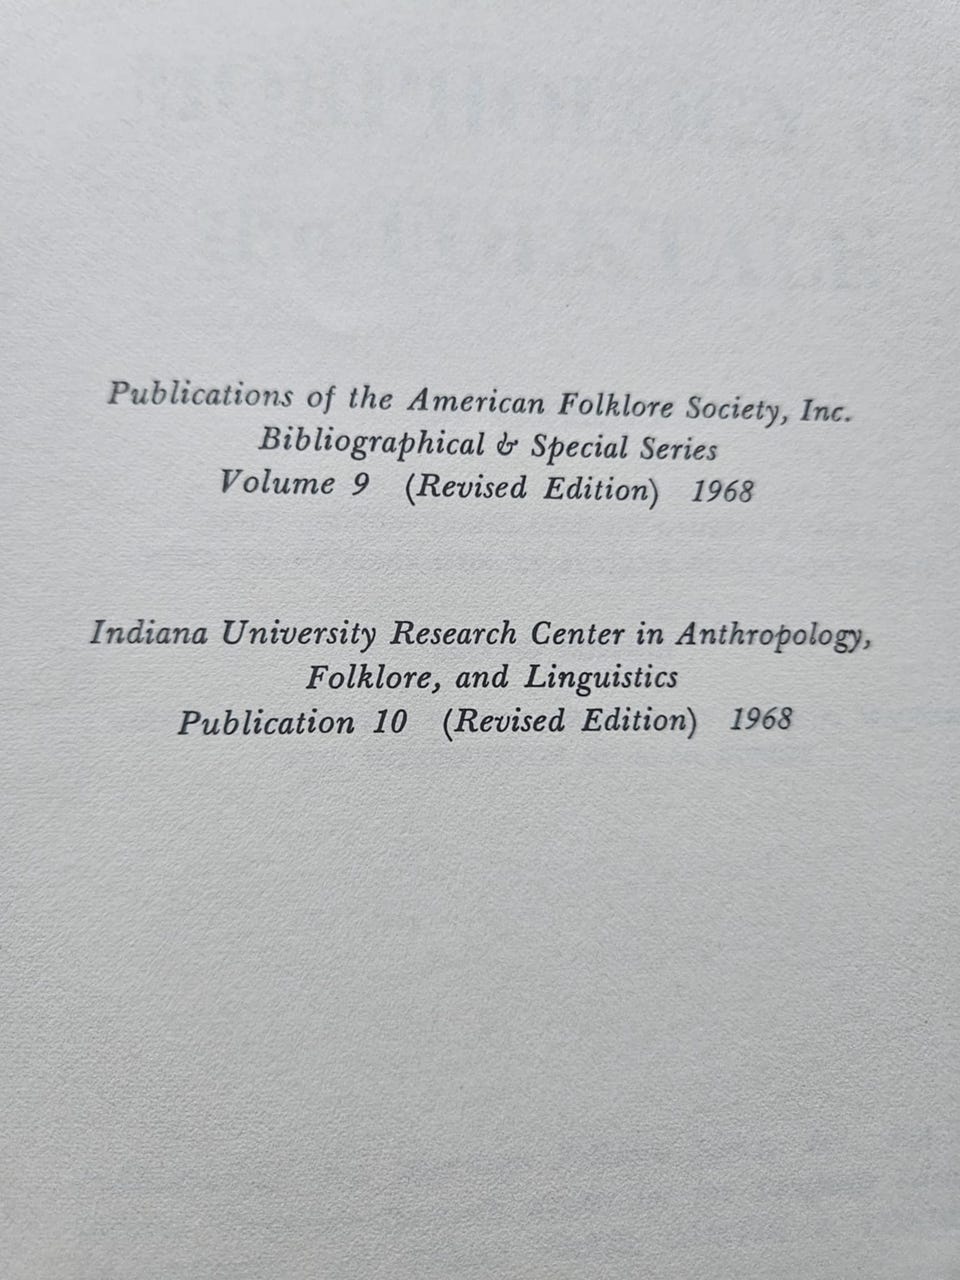 Publications of the American Folklore Society, Inc.
Bibliographical & Special Series
Volume 9 (Revised Edition) 1968
Indiana University Research Center in Anthropology,
Folklore, and Linguistics
Publication 10 (Revised Edition) 1968